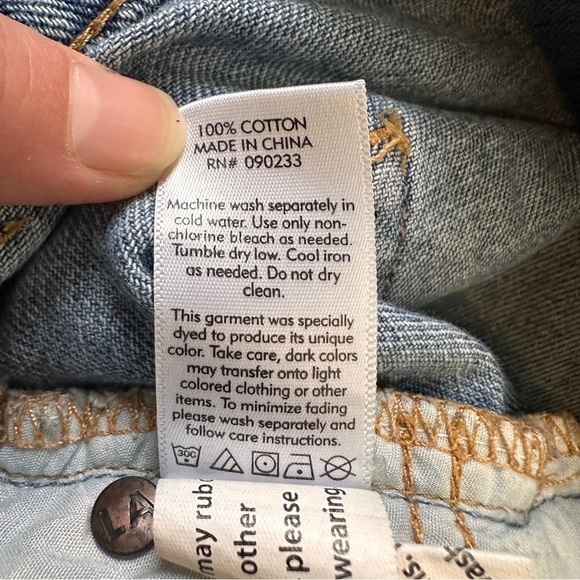 100% COTTON
MADE IN CHINA
RN# 090233
Machine wash separately in
cold water. Use only non-
chlorine bleach as needed.
Tumble dry low. Cool iron
as needed. Do not dry
clean.
This garment was specially
dyed to produce its unique
color. Take care, dark colors
may transfer onto light
colored clothing or other
items. To minimize fading
please wash separately and
follow care instructions.
30C
LA
may rub
other
please
wearing